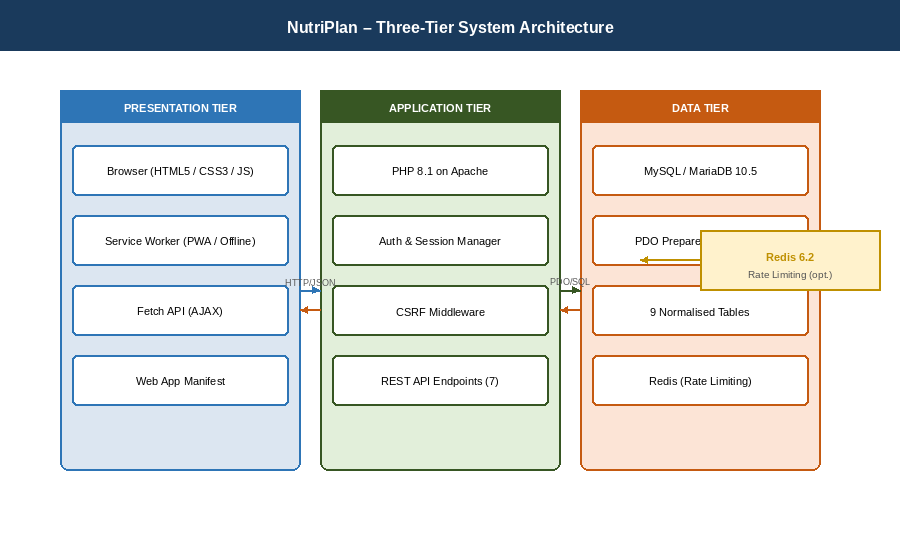 NutriPlan – Three-Tier System Architecture
PRESENTATION TIER
Browser (HTML5 / CSS3 / JS)
Service Worker (PWA / Offline)
Fetch API (AJAX)
Web App Manifest
HTTP/JSON
APPLICATION TIER
PHP 8.1 on Apache
Auth & Session Manager
CSRF Middleware
REST API Endpoints (7)
PDO/SQL
DATA TIER
MySQL / MariaDB 10.5
PDO Prepare
9 Normalised Tables
Redis (Rate Limiting)
Redis 6.2
Rate Limiting (opt.)